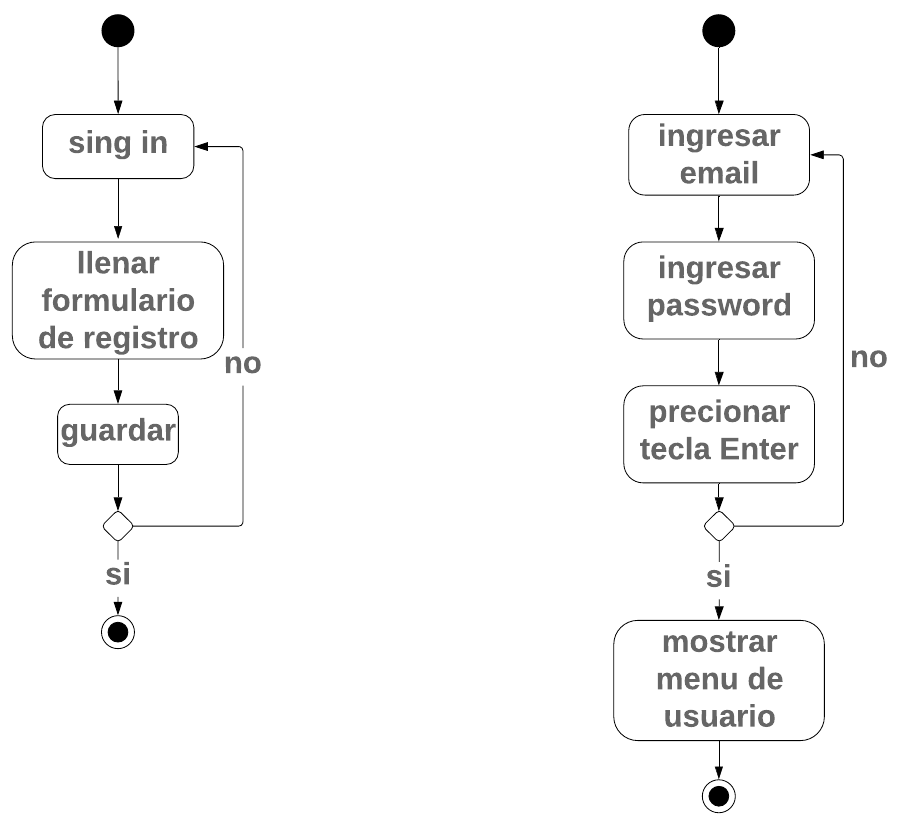 sing in
llenar
formulario
de registro
no
guardar
si
ingresar
email
ingresar
password
no
precionar
tecla Enter
si
mostrar
menu de
usuario